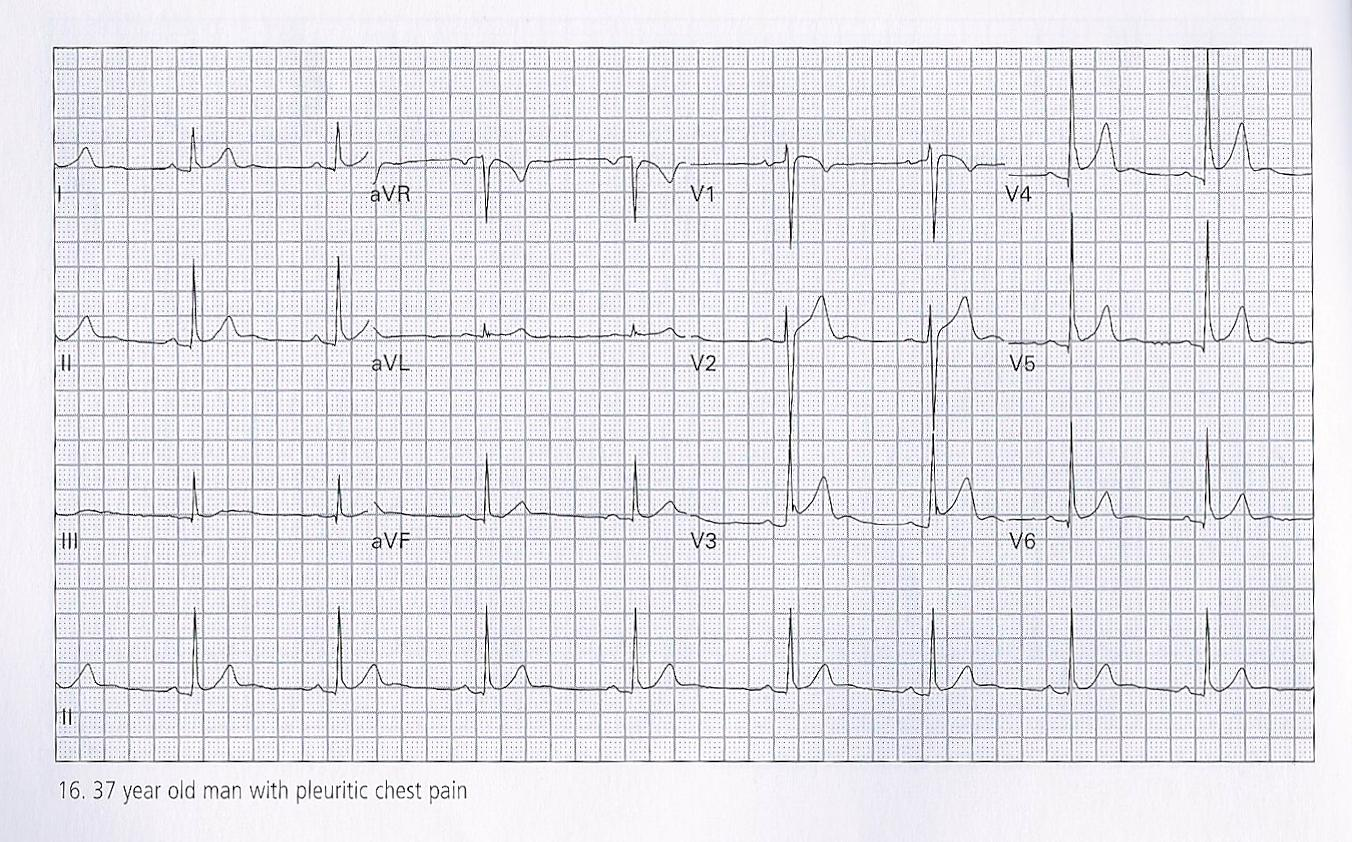 I aVR V1 V4
II aVL V2 V5
III aVF V3 V6
II
16. 37 year old man with pleuritic chest pain